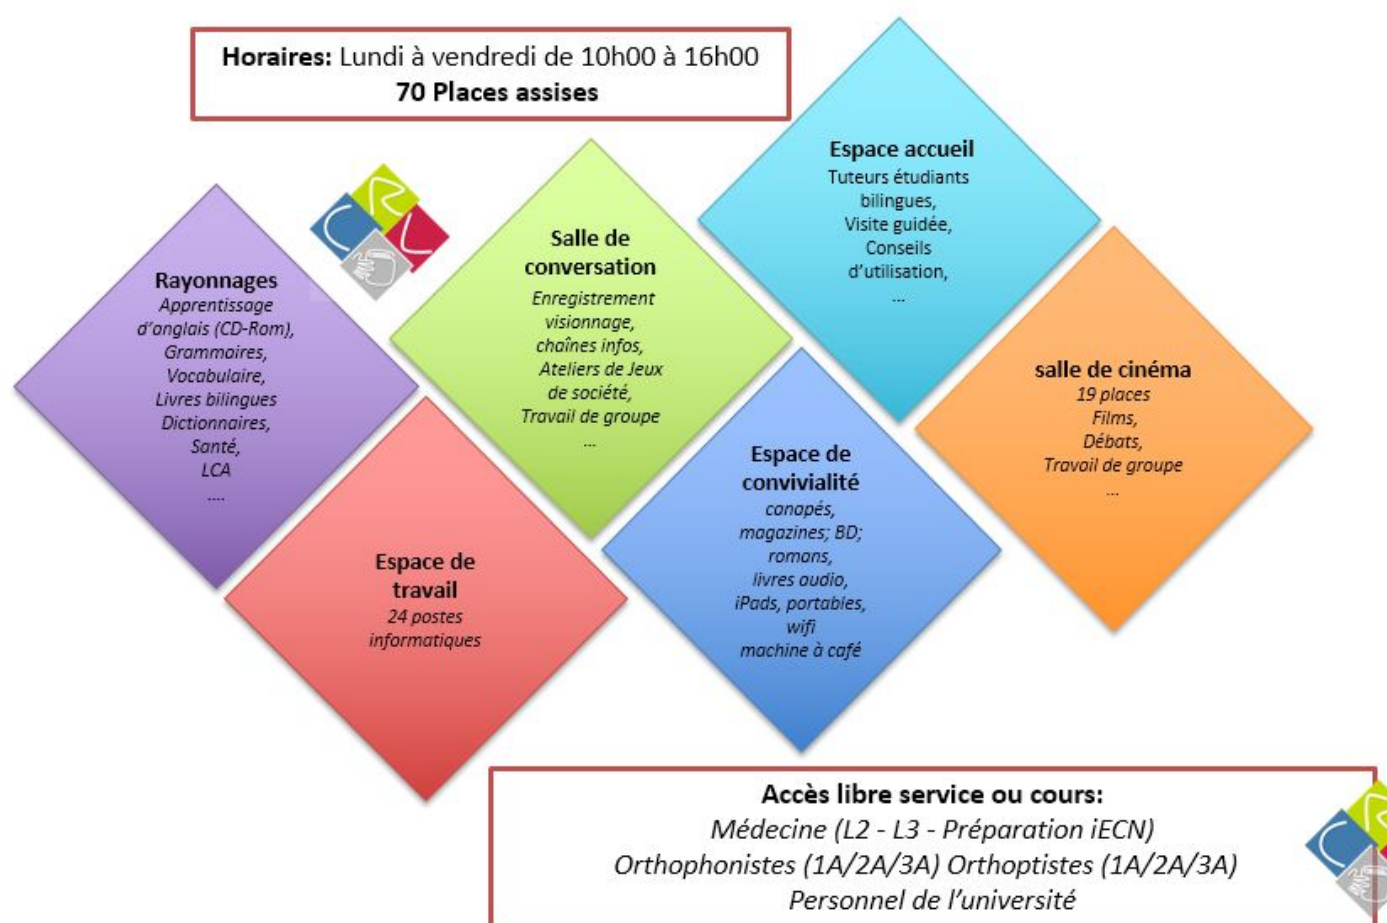 Horaires: Lundi à vendredi de 10h00 à 16h00
70 Places assises
Rayonnages
Apprentissage
d'onglais (CD-Rom),
Grammaires,
Vocabulaire,
Livres bilingues
Dictionnaires,
Santé,
LCA
....
Salle de
conversation
Enregistrement
visionnage,
chaînes infos,
Ateliers de Jeux
de société,
Travail de groupe
...
Espace accueil
Tuteurs étudiants
bilingues,
Visite guidée,
Conseils
d'utilisation,
...
Espace de
travail
24 postes
informatiques
Espace de
convivialité
canapés,
magazines; BD;
romans,
livres audio,
iPads, portables,
wifi
machine à café
salle de cinéma
19 places
Films,
Débats,
Travail de groupe
...
Accès libre service ou cours:
Médecine (L2 - L3 - Préparation iECN)
Orthophonistes (1A/2A/3A) Orthoptistes (1A/2A/3A)
Personnel de l'université
C R L
C R